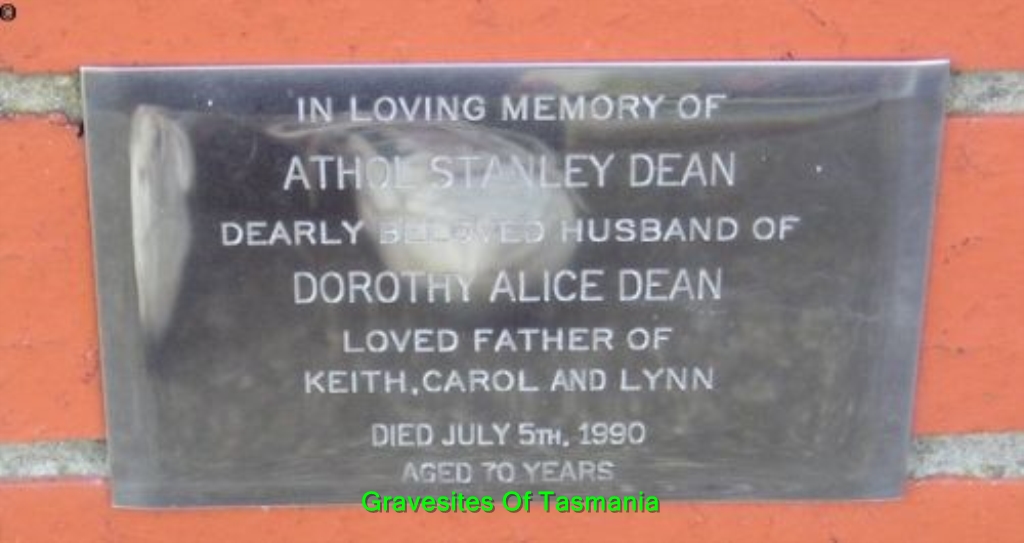 IN LOVING MEMORY OF
ATHOL STANLEY DEAN
DEARLY BELOVED HUSBAND OF
DOROTHY ALICE DEAN
LOVED FATHER OF
KEITH, CAROL AND LYNN
DIED JULY 5TH, 1990
AGED 70 YEARS
Gravesites Of Tasmania